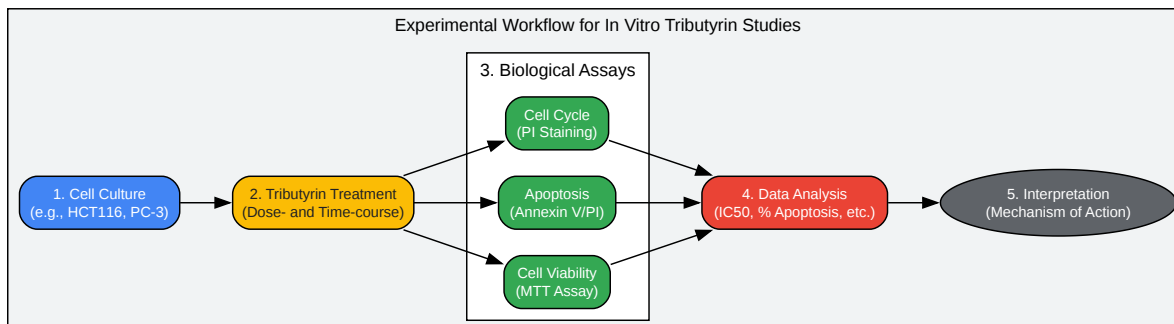 Experimental Workflow for In Vitro Tributyrin Studies
3. Biological Assays
Cell Cycle
(PI Staining)
1. Cell Culture
(e.g., HCT116, PC-3)
2. Tributyrin Treatment
(Dose- and Time-course)
Apoptosis
(Annexin V/PI)
4. Data Analysis
(IC50, % Apoptosis, etc.)
5. Interpretation
(Mechanism of Action)
Cell Viability
(MTT Assay)